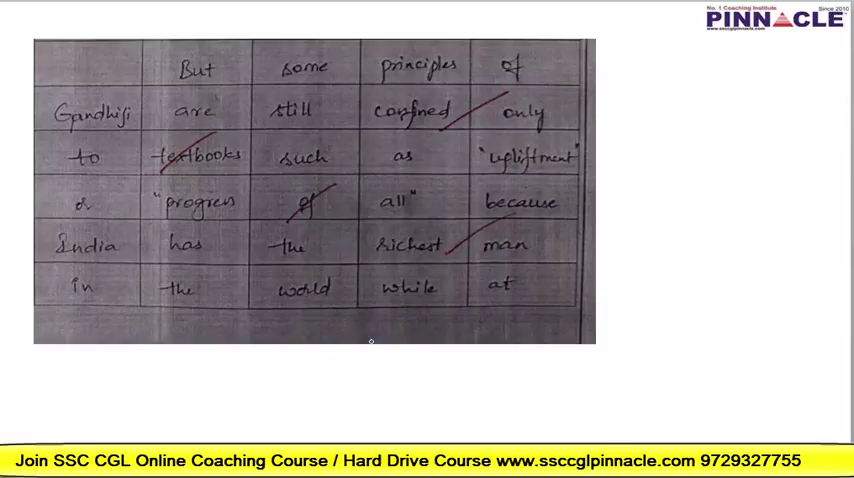 No. 1 Coaching Institute Since 2010
PINNACLE
www.ssccglpinnacle.com
But some principles of
Gandhiji are still confined only
to textbooks such as "upliftment"
or "progress of all" because
India has the richest man
in the world while at
Join SSC CGL Online Coaching Course / Hard Drive Course www.ssccglpinnacle.com 9729327755